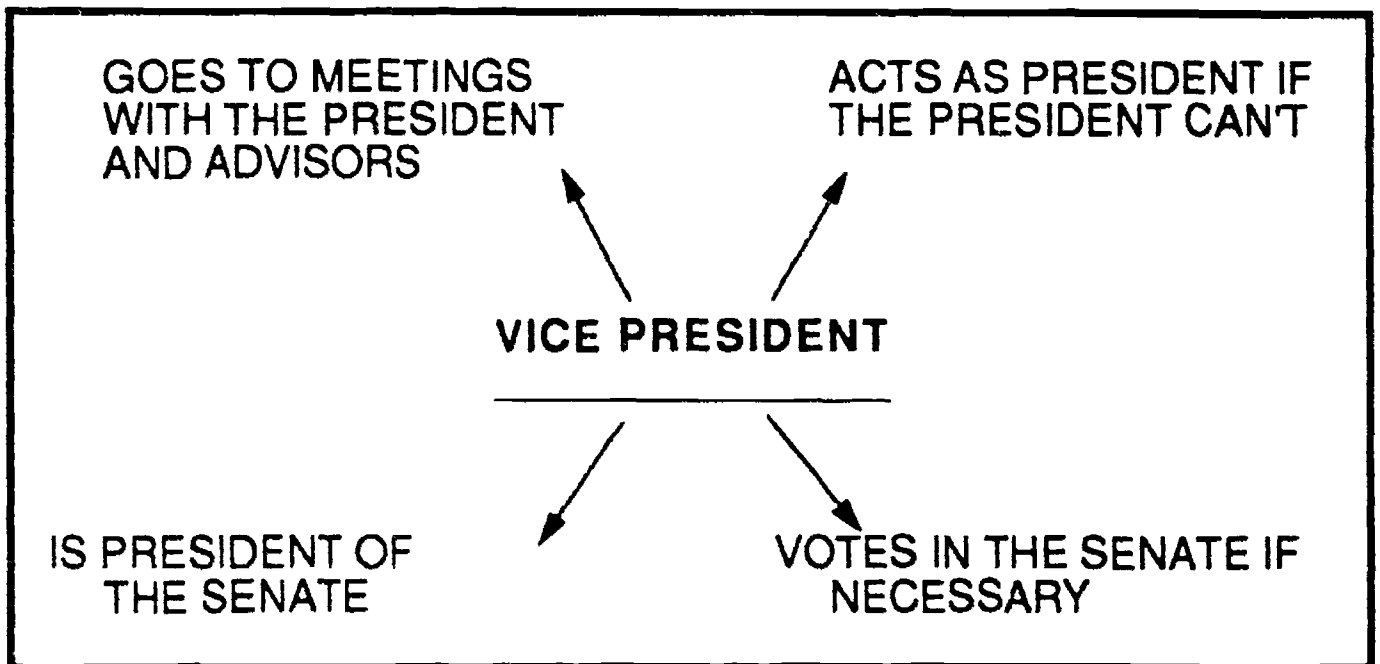 GOES TO MEETINGS
WITH THE PRESIDENT
AND ADVISORS
ACTS AS PRESIDENT IF
THE PRESIDENT CAN'T
VICE PRESIDENT
IS PRESIDENT OF
THE SENATE
VOTES IN THE SENATE IF
NECESSARY